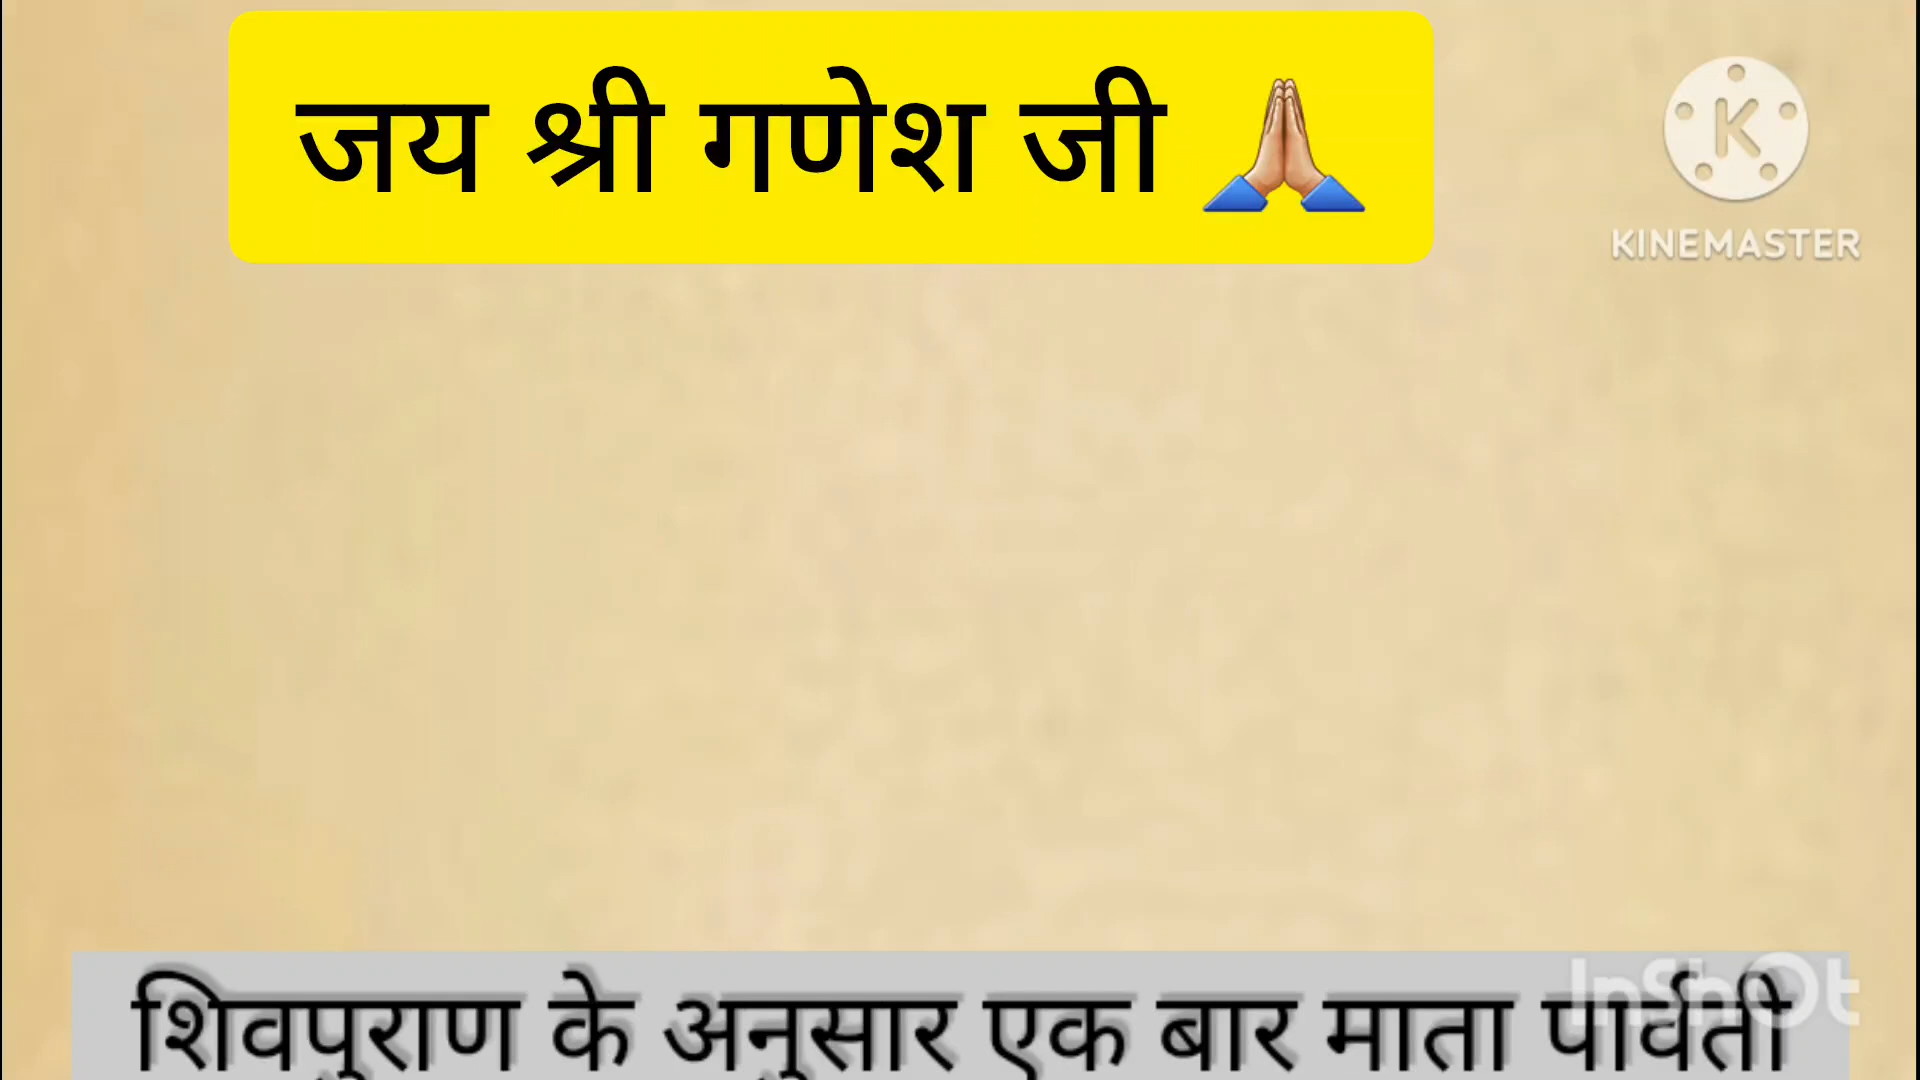 जय श्री गणेश जी 🙏🏼
K
KINEMASTER
शिवपुराण के अनुसार एक बार माता पार्वती
InShOt